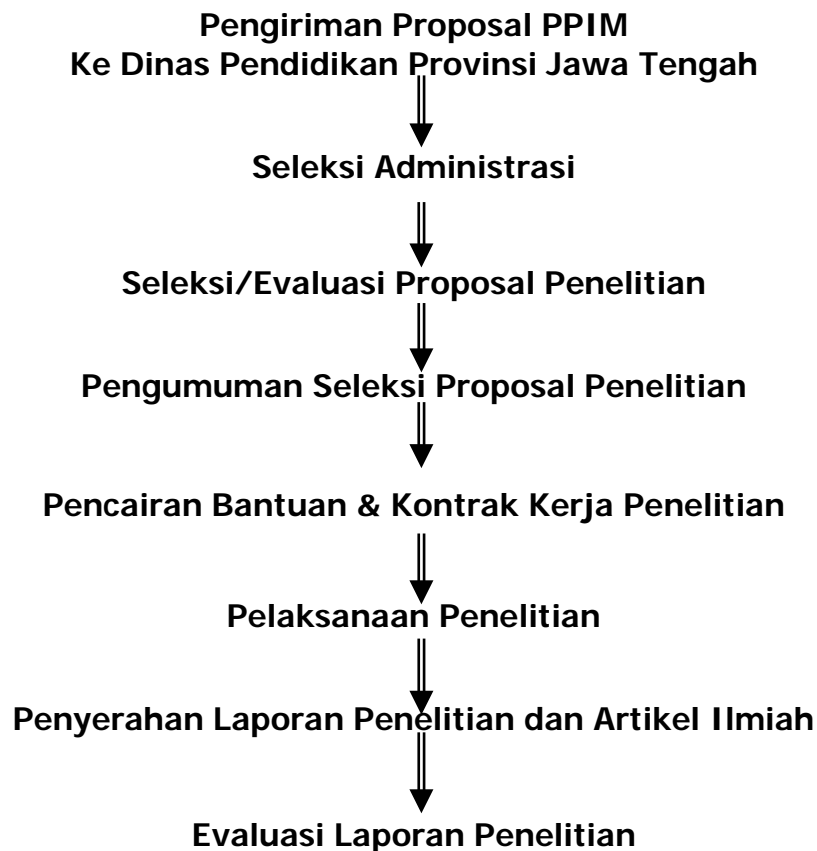 Pengiriman Proposal PPIM
Ke Dinas Pendidikan Provinsi Jawa Tengah
Seleksi Administrasi
Seleksi/Evaluasi Proposal Penelitian
Pengumuman Seleksi Proposal Penelitian
Pencairan Bantuan & Kontrak Kerja Penelitian
Pelaksanaan Penelitian
Penyerahan Laporan Penelitian dan Artikel Ilmiah
Evaluasi Laporan Penelitian